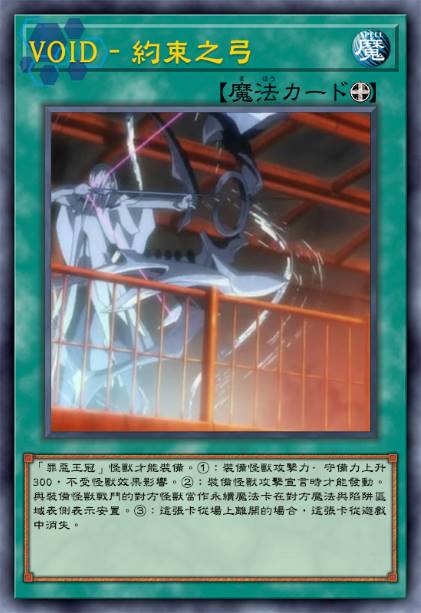 VOID - 約束之弓
魔
【魔法カード】
まほう
「罪惡王冠」怪獸才能裝備。①：裝備怪獸攻擊力·守備力上升
300，不受怪獸效果影響。②：裝備怪獸攻擊宣言時才能發動。
與裝備怪獸戰鬥的對方怪獸當作永續魔法卡在對方魔法與陷阱區
域表側表示安置。③：這張卡從場上離開的場合，這張卡從遊戲
中消失。